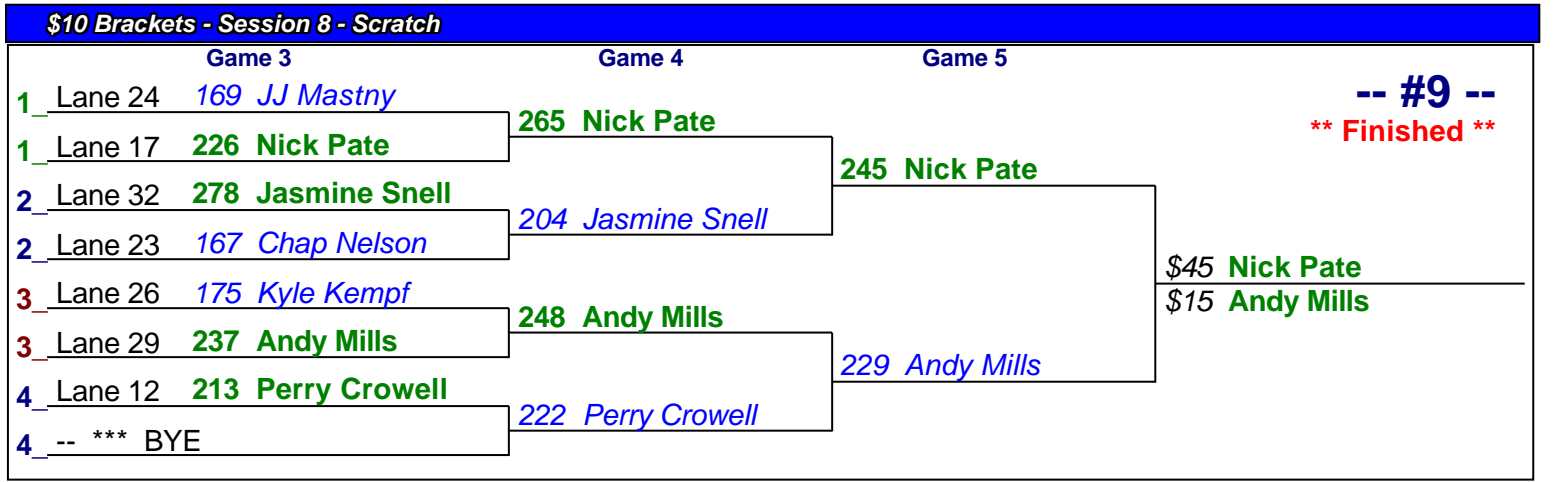 $10 Brackets - Session 8 - Scratch
Game 3 Game 4 Game 5
-- #9 --
** Finished **
1_ Lane 24 169 JJ Mastny
265 Nick Pate
1_ Lane 17 226 Nick Pate
245 Nick Pate
2_ Lane 32 278 Jasmine Snell
204 Jasmine Snell
2_ Lane 23 167 Chap Nelson
$45 Nick Pate
$15 Andy Mills
3_ Lane 26 175 Kyle Kempf
248 Andy Mills
3_ Lane 29 237 Andy Mills
229 Andy Mills
4_ Lane 12 213 Perry Crowell
222 Perry Crowell
4_ -- *** BYE